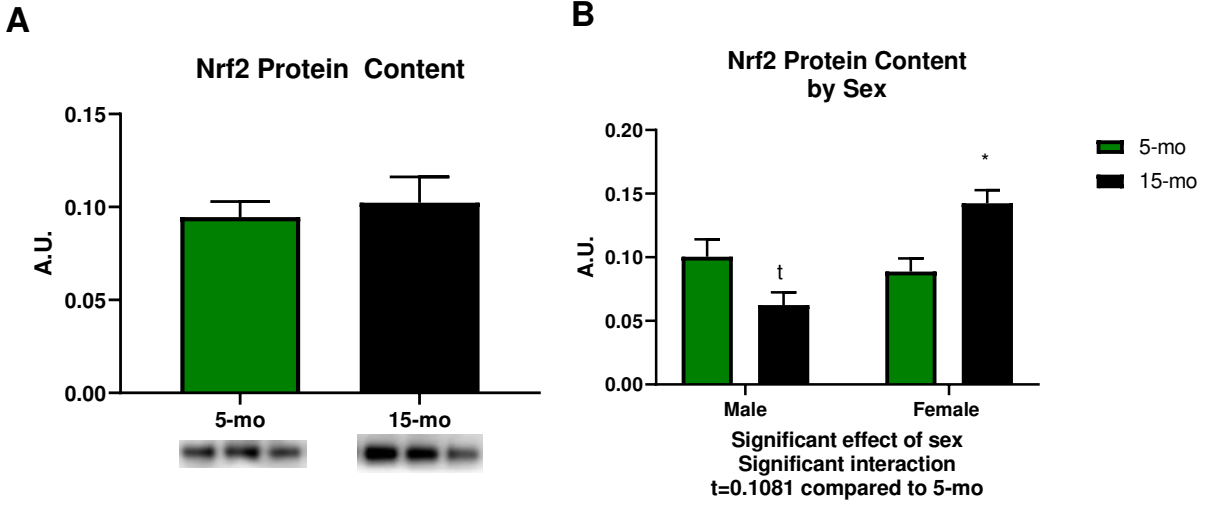 A
Nrf2 Protein Content
A.U.
0.15
0.10
0.05
0.00
5-mo
15-mo
B
Nrf2 Protein Content
by Sex
A.U.
0.20
0.15
0.10
0.05
0.00
t
*
Male
Female
5-mo
15-mo
Significant effect of sex
Significant interaction
t=0.1081 compared to 5-mo